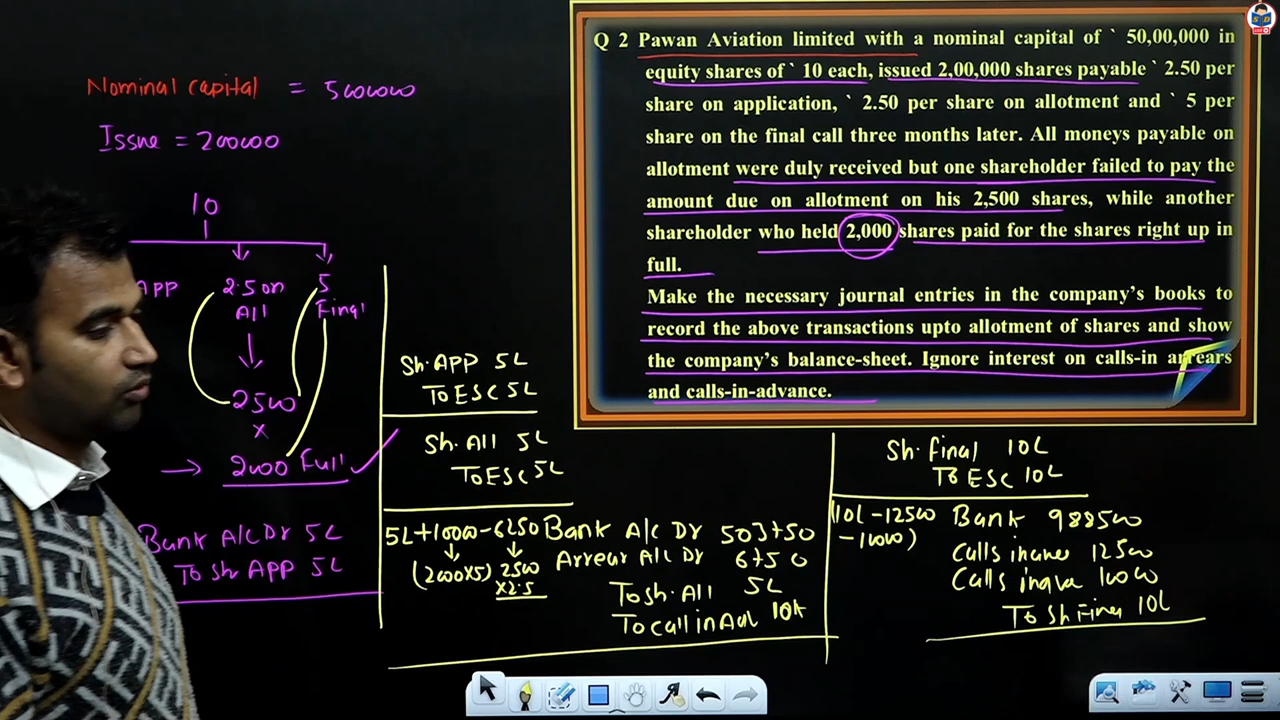 Q 2 Pawan Aviation limited with a nominal capital of ` 50,00,000 in
equity shares of ` 10 each, issued 2,00,000 shares payable ` 2.50 per
share on application, ` 2.50 per share on allotment and ` 5 per
share on the final call three months later. All moneys payable on
allotment were duly received but one shareholder failed to pay the
amount due on allotment on his 2,500 shares, while another
shareholder who held 2,000 shares paid for the shares right up in
full.
Make the necessary journal entries in the company's books to
record the above transactions upto allotment of shares and show
the company's balance-sheet. Ignore interest on calls-in arrears
and calls-in-advance.
Nominal capital = 5000000
Issue = 200000
10
APP 2.50n 5
All Final
2500
x
→ 2000 Full
Bank A/c Dr 5L
To Sh APP 5L
Sh. APP 5L
To ESC 5L
Sh. All 5L
To ESC 5L
5L+10000-6250 Bank A/c Dr 503750
(2000x5) 2500 Arrear A/c Dr 6750
x2.5 To sh. All 5L
To call in Adv
Sh. final 10L
To ESC 10L
10L-12500 Bank 988500
-10000) Calls 12500
Calls 10000
To Sh Final 10L
S D